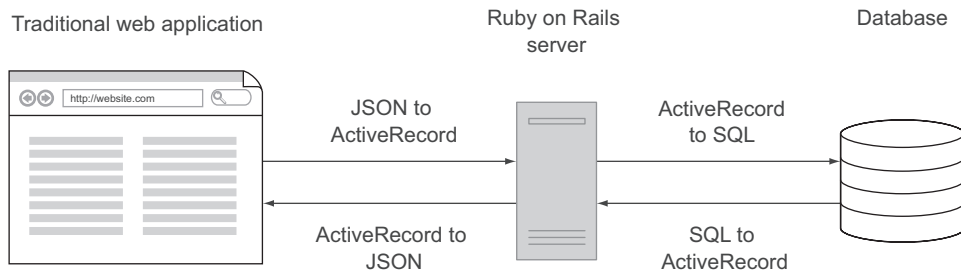 Traditional web application
Ruby on Rails
server
Database
http://website.com
JSON to
ActiveRecord
ActiveRecord
to SQL
ActiveRecord to
JSON
SQL to
ActiveRecord